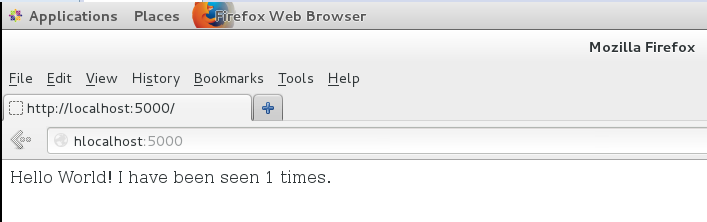 Applications Places Firefox Web Browser
Mozilla Firefox
File Edit View History Bookmarks Tools Help
http://localhost:5000/
hlocalhost:5000
Hello World! I have been seen 1 times.